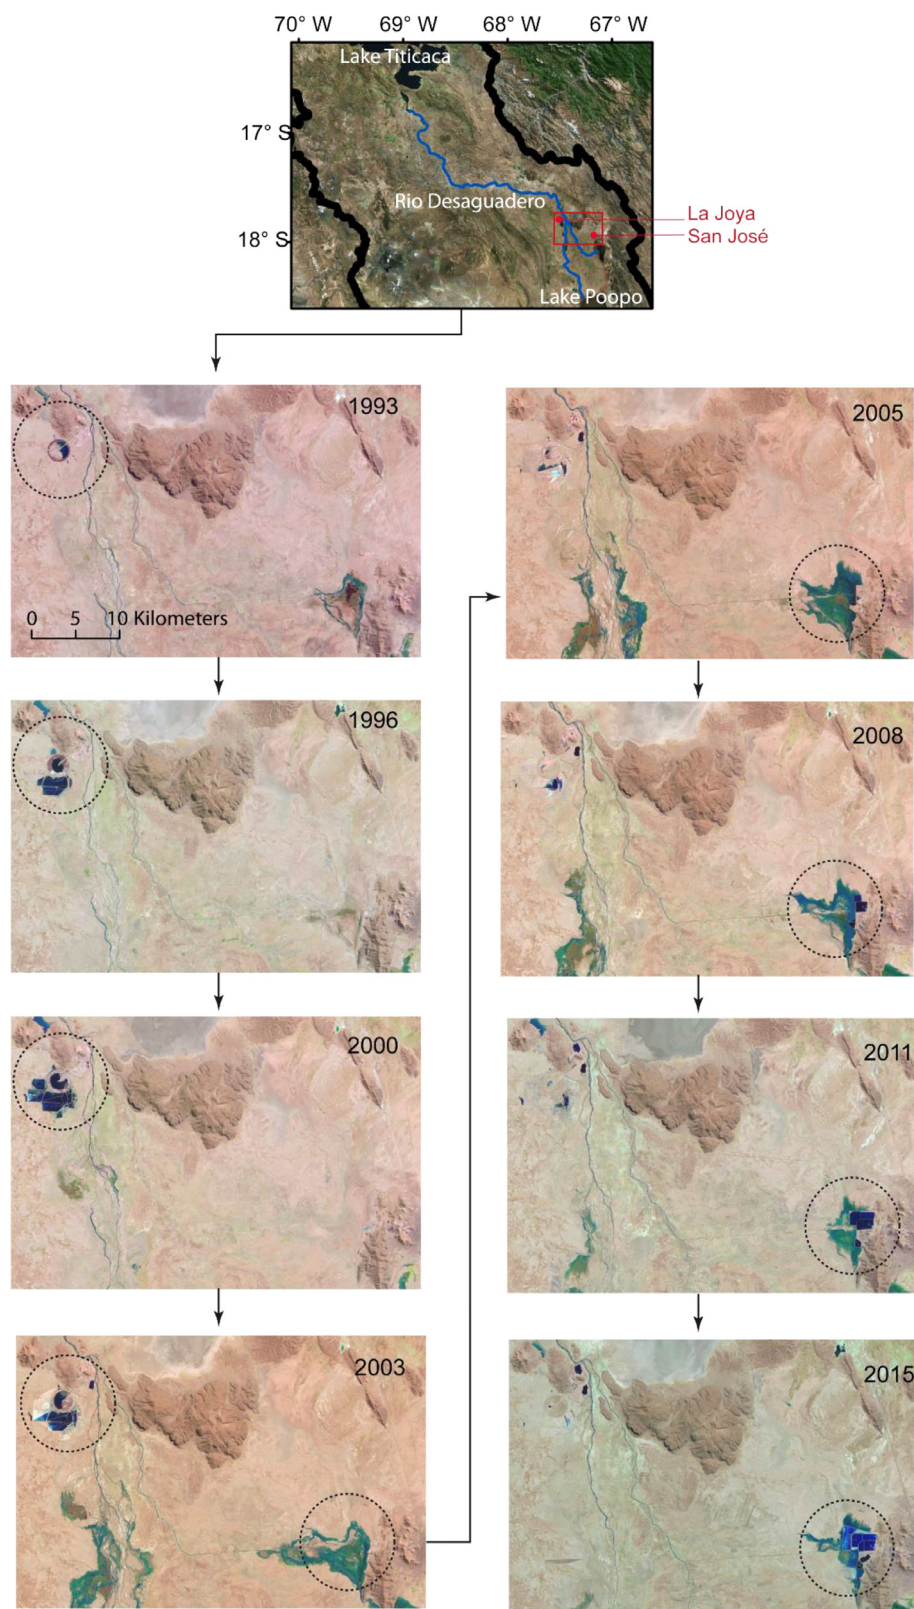 70° W 69° W 68° W 67° W
Lake Titicaca
17° S
Rio Desaguadero
La Joya
18° S
San José
Lake Poopo
1993
0 5 10 Kilometers
1996
2000
2003
2005
2008
2011
2015